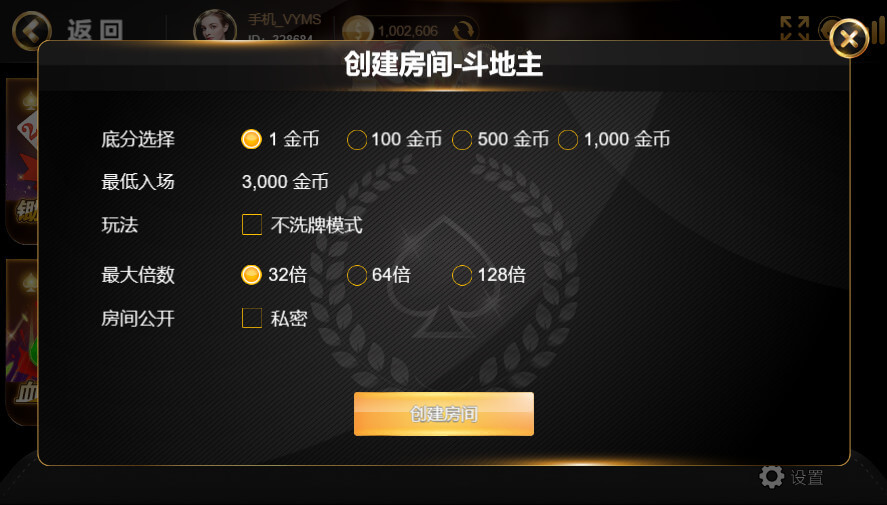 返回
手机_VYMS
ID: 328684
1,002,606
创建房间-斗地主
底分选择 1 金币 100 金币 500 金币 1,000 金币
最低入场 3,000 金币
玩法 不洗牌模式
最大倍数 32倍 64倍 128倍
房间公开 私密
创建房间
设置
血